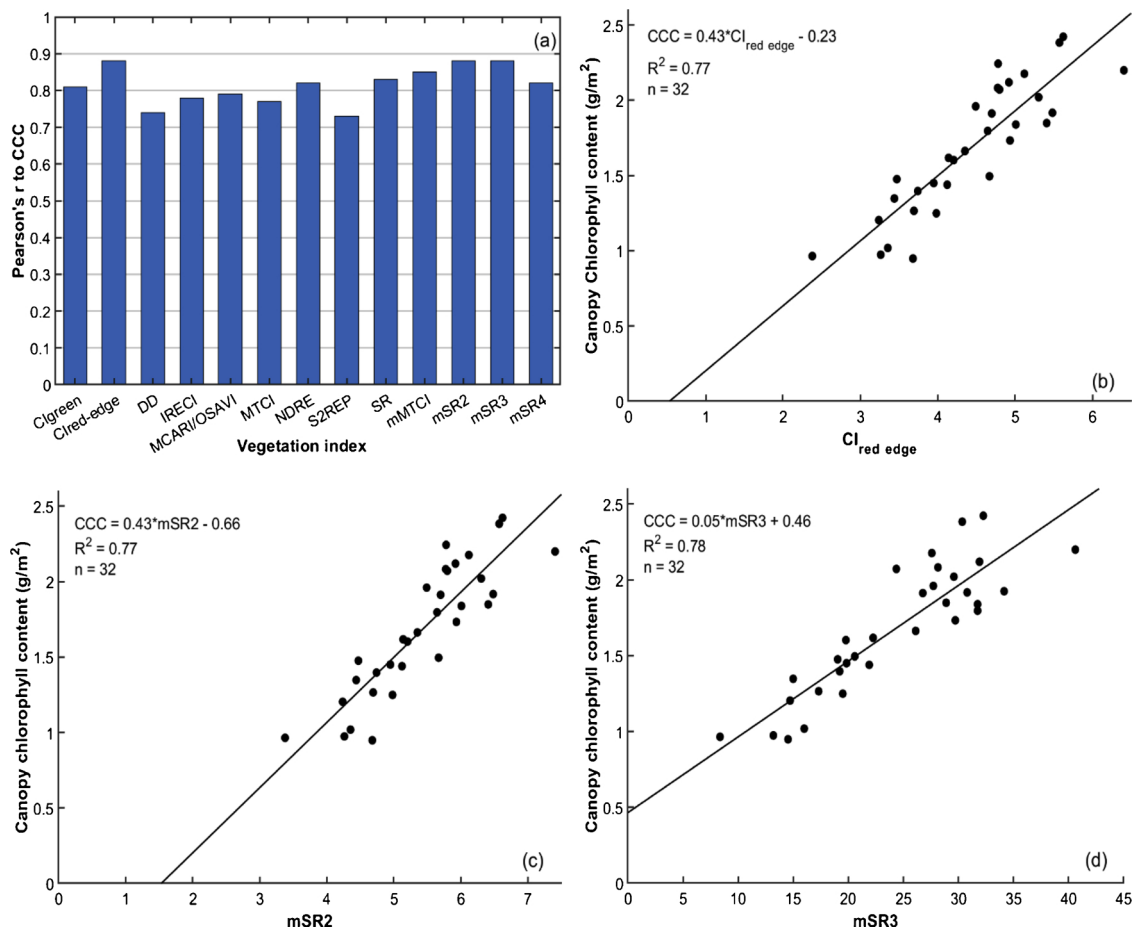 (a)
Pearson's r to CCC
1
0.9
0.8
0.7
0.6
0.5
0.4
0.3
0.2
0.1
0
CIgreen
CIred-edge
DD
IRECI
MCARI/OSAVI
MTCI
NDRE
S2REP
SR
mMTCI
mSR2
mSR3
mSR4
Vegetation index
CCC = 0.43*CI_red edge - 0.23
R² = 0.77
n = 32
Canopy Chlorophyll content (g/m²)
2.5
2
1.5
1
0.5
0
0 1 2 3 4 5 6
CI_red edge
(b)
CCC = 0.43*mSR2 - 0.66
R² = 0.77
n = 32
Canopy chlorophyll content (g/m²)
2.5
2
1.5
1
0.5
0
0 1 2 3 4 5 6 7
mSR2
(c)
CCC = 0.05*mSR3 + 0.46
R² = 0.78
n = 32
Canopy chlorophyll content (g/m²)
2.5
2
1.5
1
0.5
0
0 5 10 15 20 25 30 35 40 45
mSR3
(d)